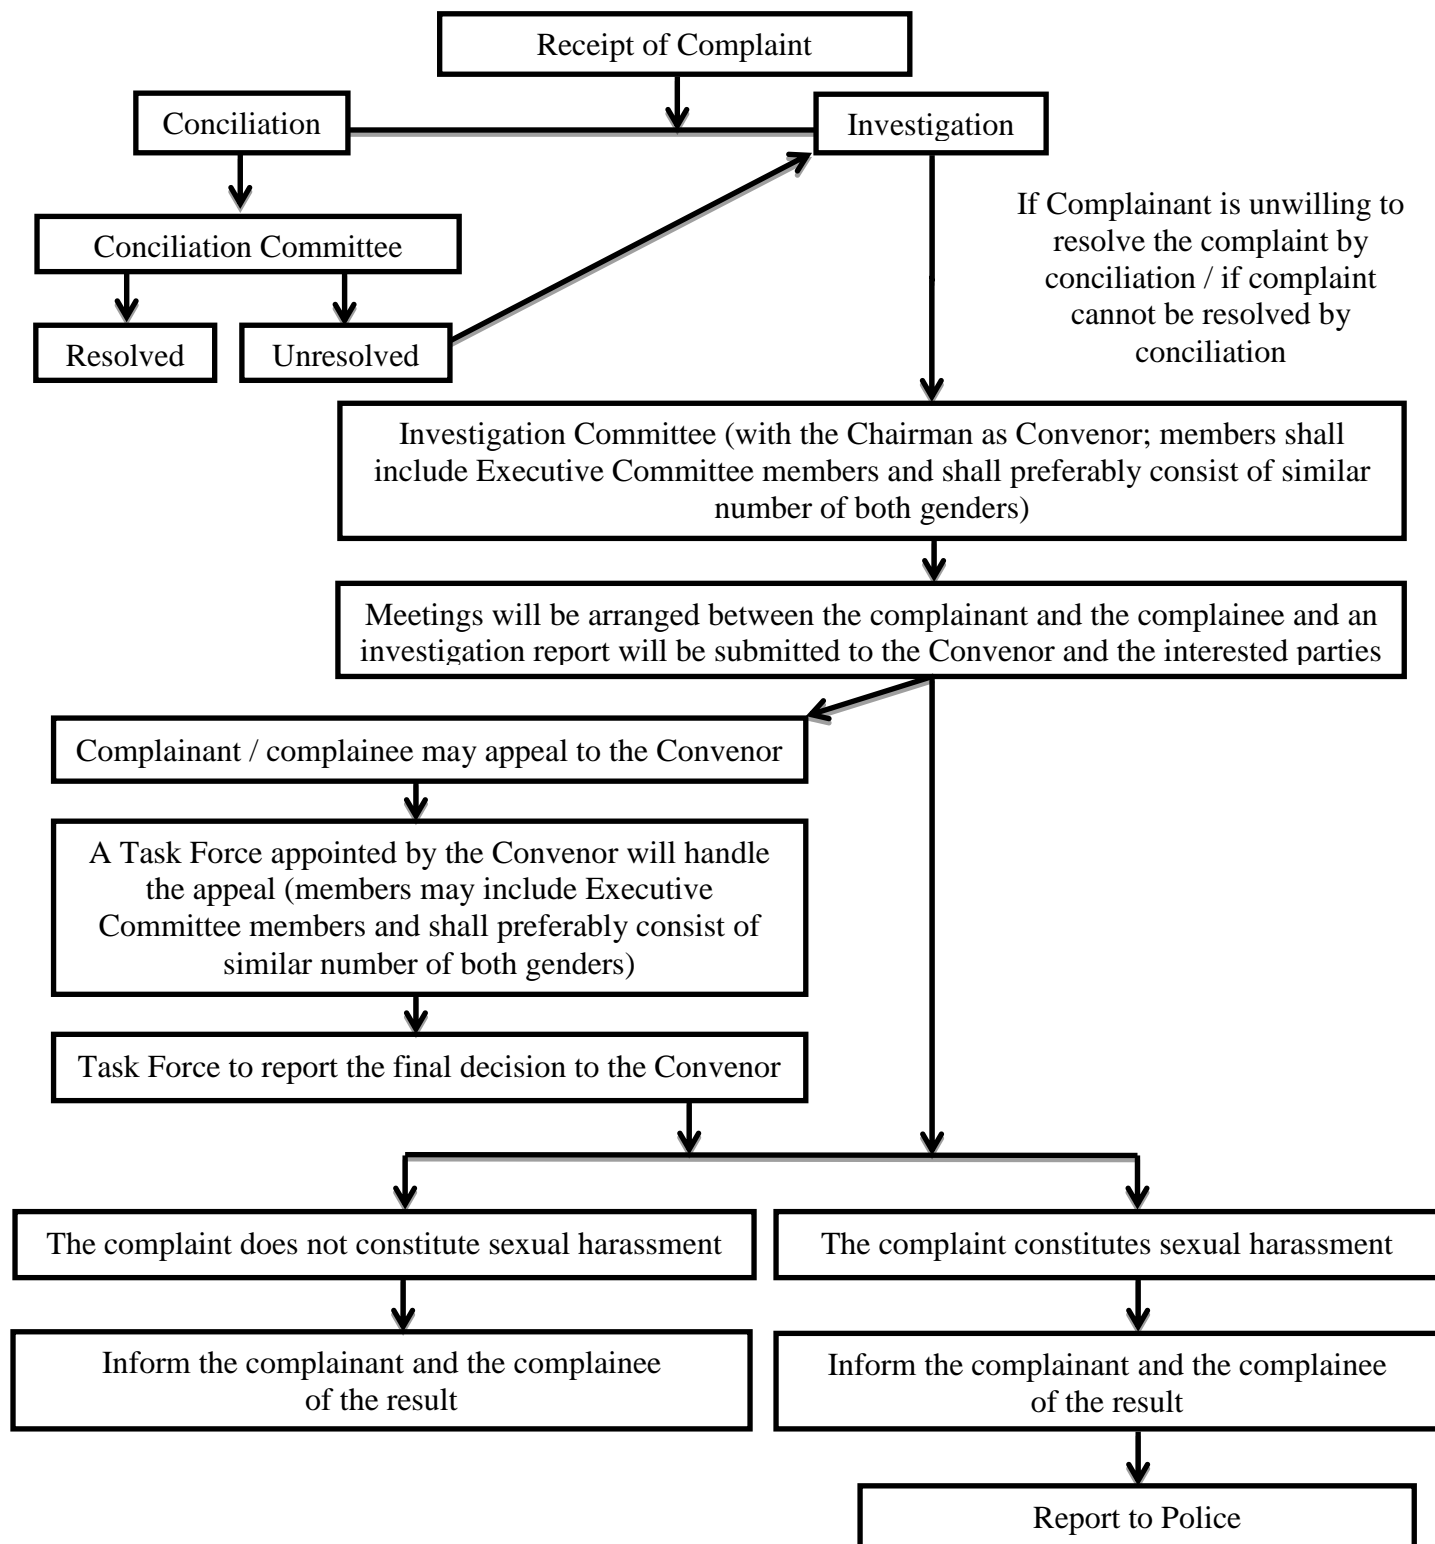 Receipt of Complaint
Conciliation
Investigation
If Complainant is unwilling to
resolve the complaint by
conciliation / if complaint
cannot be resolved by
conciliation
Conciliation Committee
Resolved
Unresolved
Investigation Committee (with the Chairman as Convenor; members shall
include Executive Committee members and shall preferably consist of similar
number of both genders)
Meetings will be arranged between the complainant and the complainee and an
investigation report will be submitted to the Convenor and the interested parties
Complainant / complainee may appeal to the Convenor
A Task Force appointed by the Convenor will handle
the appeal (members may include Executive
Committee members and shall preferably consist of
similar number of both genders)
Task Force to report the final decision to the Convenor
The complaint does not constitute sexual harassment
The complaint constitutes sexual harassment
Inform the complainant and the complainee
of the result
Inform the complainant and the complainee
of the result
Report to Police